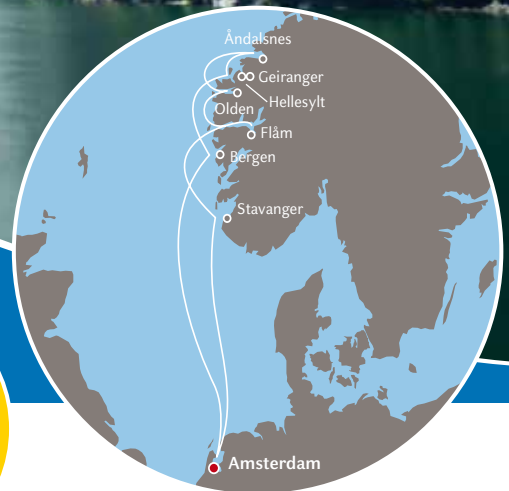 Åndalsnes
Geiranger
Hellesylt
Olden
Flåm
Bergen
Stavanger
Amsterdam